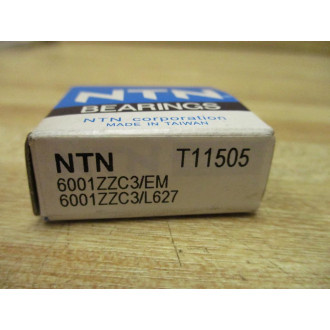 NTN
BEARINGS
NTN corporation
MADE IN TAIWAN
NTN T11505
6001ZZC3/EM
6001ZZC3/L627